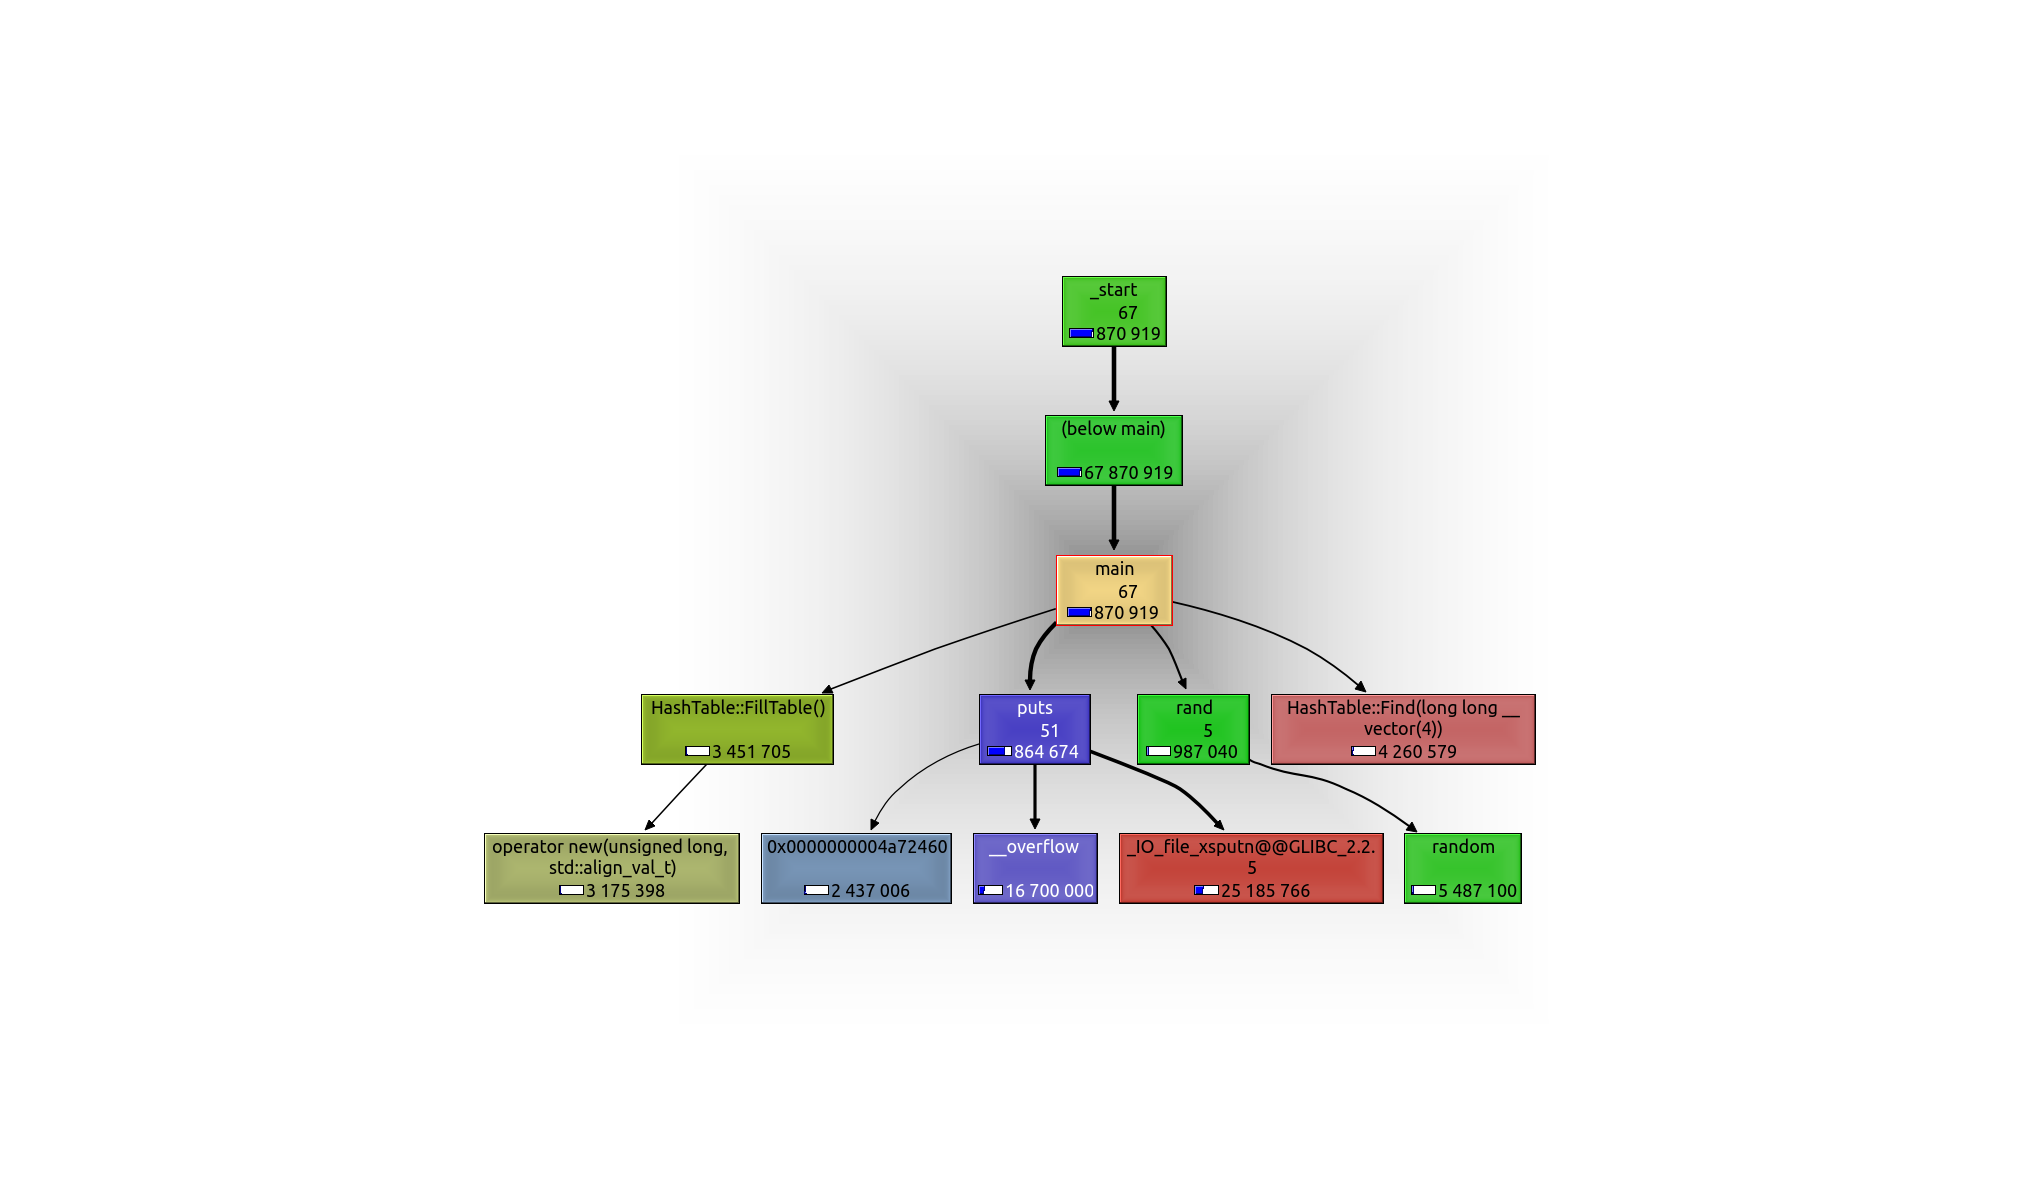 _start
67
870 919
(below main)
67 870 919
main
67
870 919
HashTable::FillTable()
3 451 705
puts
51
864 674
rand
5
987 040
HashTable::Find(long long __
vector(4))
4 260 579
operator new(unsigned long,
std::align_val_t)
3 175 398
0x0000000004a72460
2 437 006
__overflow
16 700 000
_IO_file_xsputn@@GLIBC_2.2.
5
25 185 766
random
5 487 100